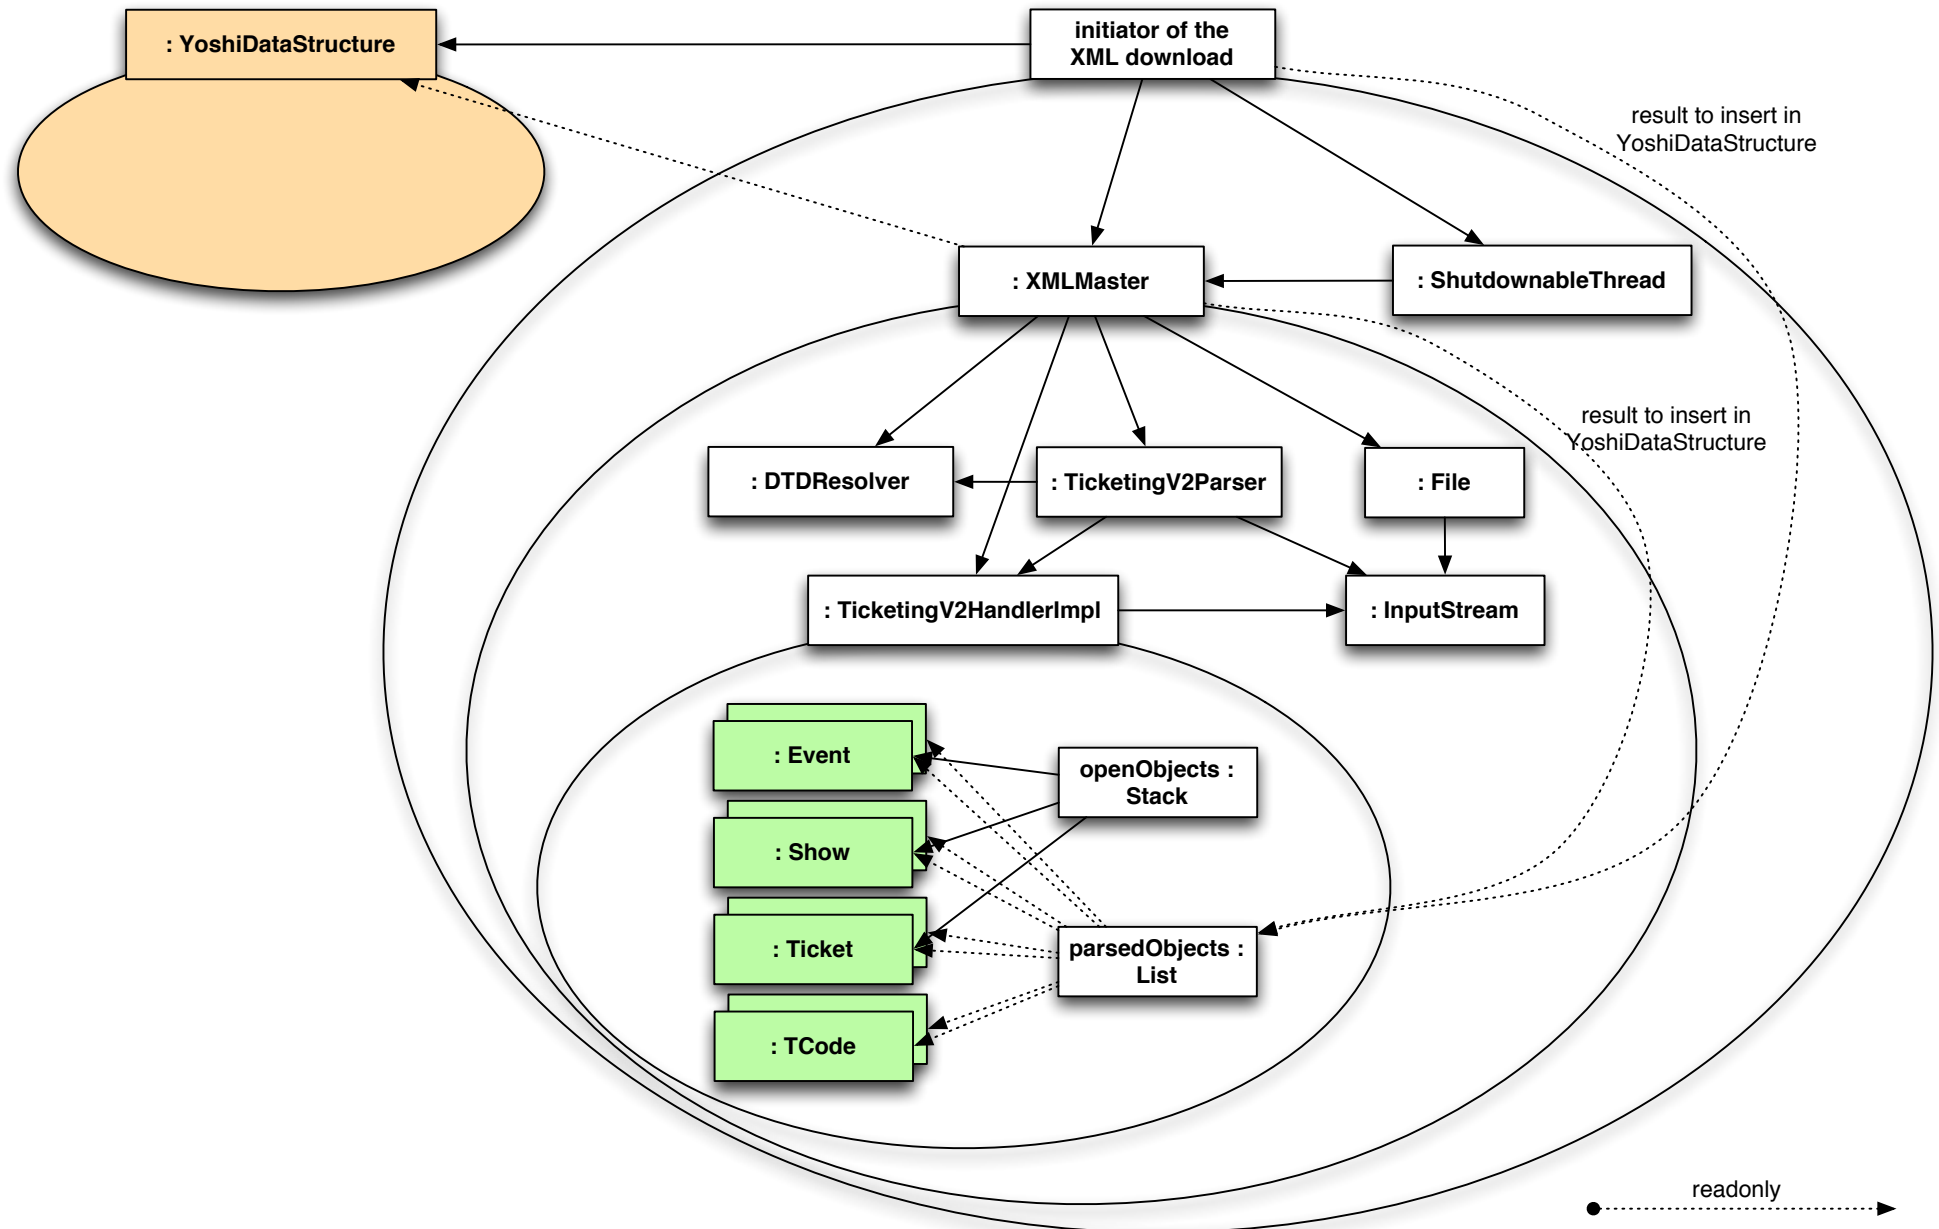 : YoshiDataStructure
initiator of the
XML download
result to insert in
YoshiDataStructure
: XMLMaster
: ShutdownableThread
result to insert in
YoshiDataStructure
: DTDResolver
: TicketingV2Parser
: File
: TicketingV2HandlerImpl
: InputStream
: Event
openObjects :
Stack
: Show
: Ticket
parsedObjects :
List
: TCode
readonly